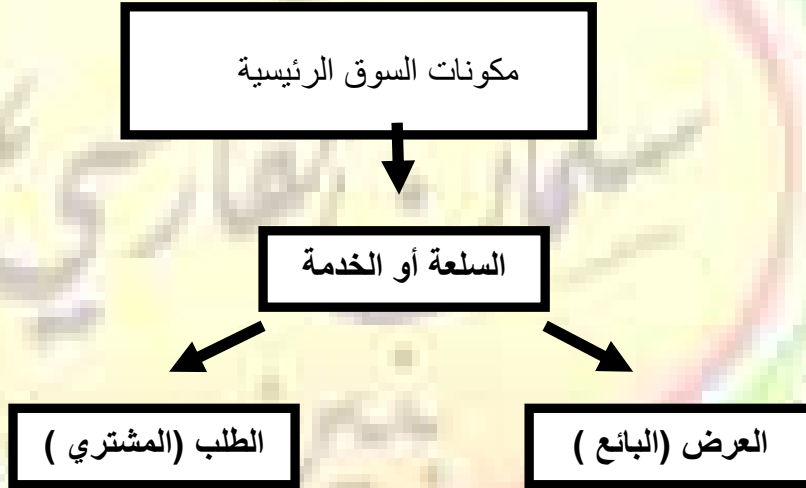 مكونات السوق الرئيسية
السلعة أو الخدمة
العرض (البائع )
الطلب (المشتري )